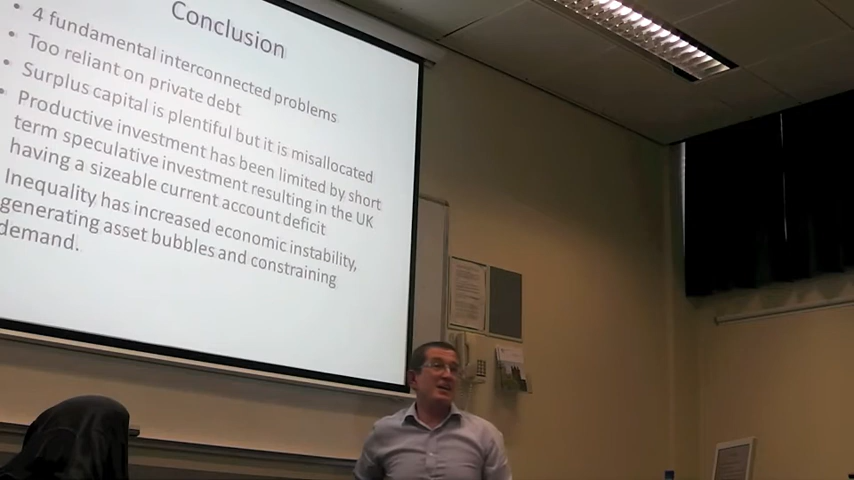 Conclusion
4 fundamental interconnected problems
Too reliant on private debt
Surplus capital is plentiful but it is misallocated
Productive investment has been limited by short
term speculative investment resulting in the UK
having a sizeable current account deficit
Inequality has increased economic instability,
generating asset bubbles and constraining
demand.